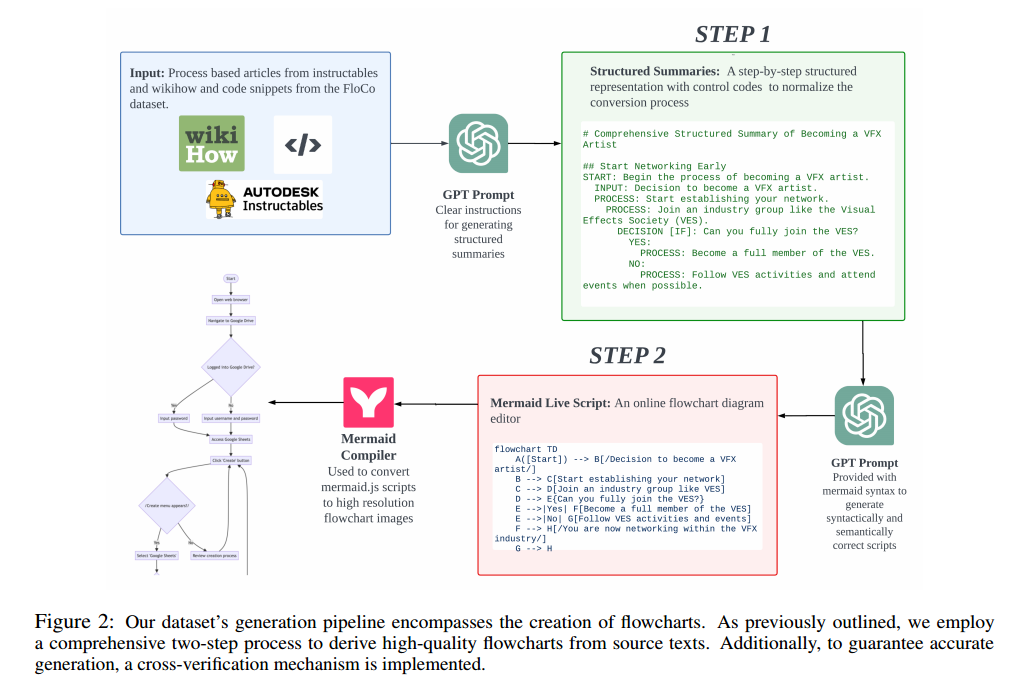 STEP 1
Input: Process based articles from instructables
and wikihow and code snippets from the FloCo
dataset.
wiki
How
</>
AUTODESK
Instructables
GPT Prompt
Clear instructions
for generating
structured
summaries
Structured Summaries: A step-by-step structured
representation with control codes to normalize the
conversion process
# Comprehensive Structured Summary of Becoming a VFX
Artist
## Start Networking Early
START: Begin the process of becoming a VFX artist.
INPUT: Decision to become a VFX artist.
PROCESS: Start establishing your network.
PROCESS: Join an industry group like the Visual
Effects Society (VES).
DECISION [IF]: Can you fully join the VES?
YES:
PROCESS: Become a full member of the VES.
NO:
PROCESS: Follow VES activities and attend
events when possible.
STEP 2
GPT Prompt
Provided with
mermaid syntax to
generate
syntactically and
semantically
correct scripts
Mermaid Live Script: An online flowchart diagram
editor
flowchart TD
A([Start]) --> B[/Decision to become a VFX
artist/]
B --> C[Start establishing your network]
C --> D[Join an industry group like VES]
D --> E{Can you fully join the VES?}
E -->|Yes| F[Become a full member of the VES]
E -->|No| G[Follow VES activities and events]
F --> H[/You are now networking within the VFX
industry/]
G --> H
Mermaid
Compiler
Used to convert
mermaid.js scripts
to high resolution
flowchart images
Start
Open web browser
Navigate to Google Drive
Logged into Google Drive?
Yes
No
Input password
Input username and password
Access Google Sheets
Click 'Create' button
'Create menu appears?'
Yes
No
Select 'Google Sheets'
Review creation process
Figure 2: Our dataset's generation pipeline encompasses the creation of flowcharts. As previously outlined, we employ
a comprehensive two-step process to derive high-quality flowcharts from source texts. Additionally, to guarantee accurate
generation, a cross-verification mechanism is implemented.